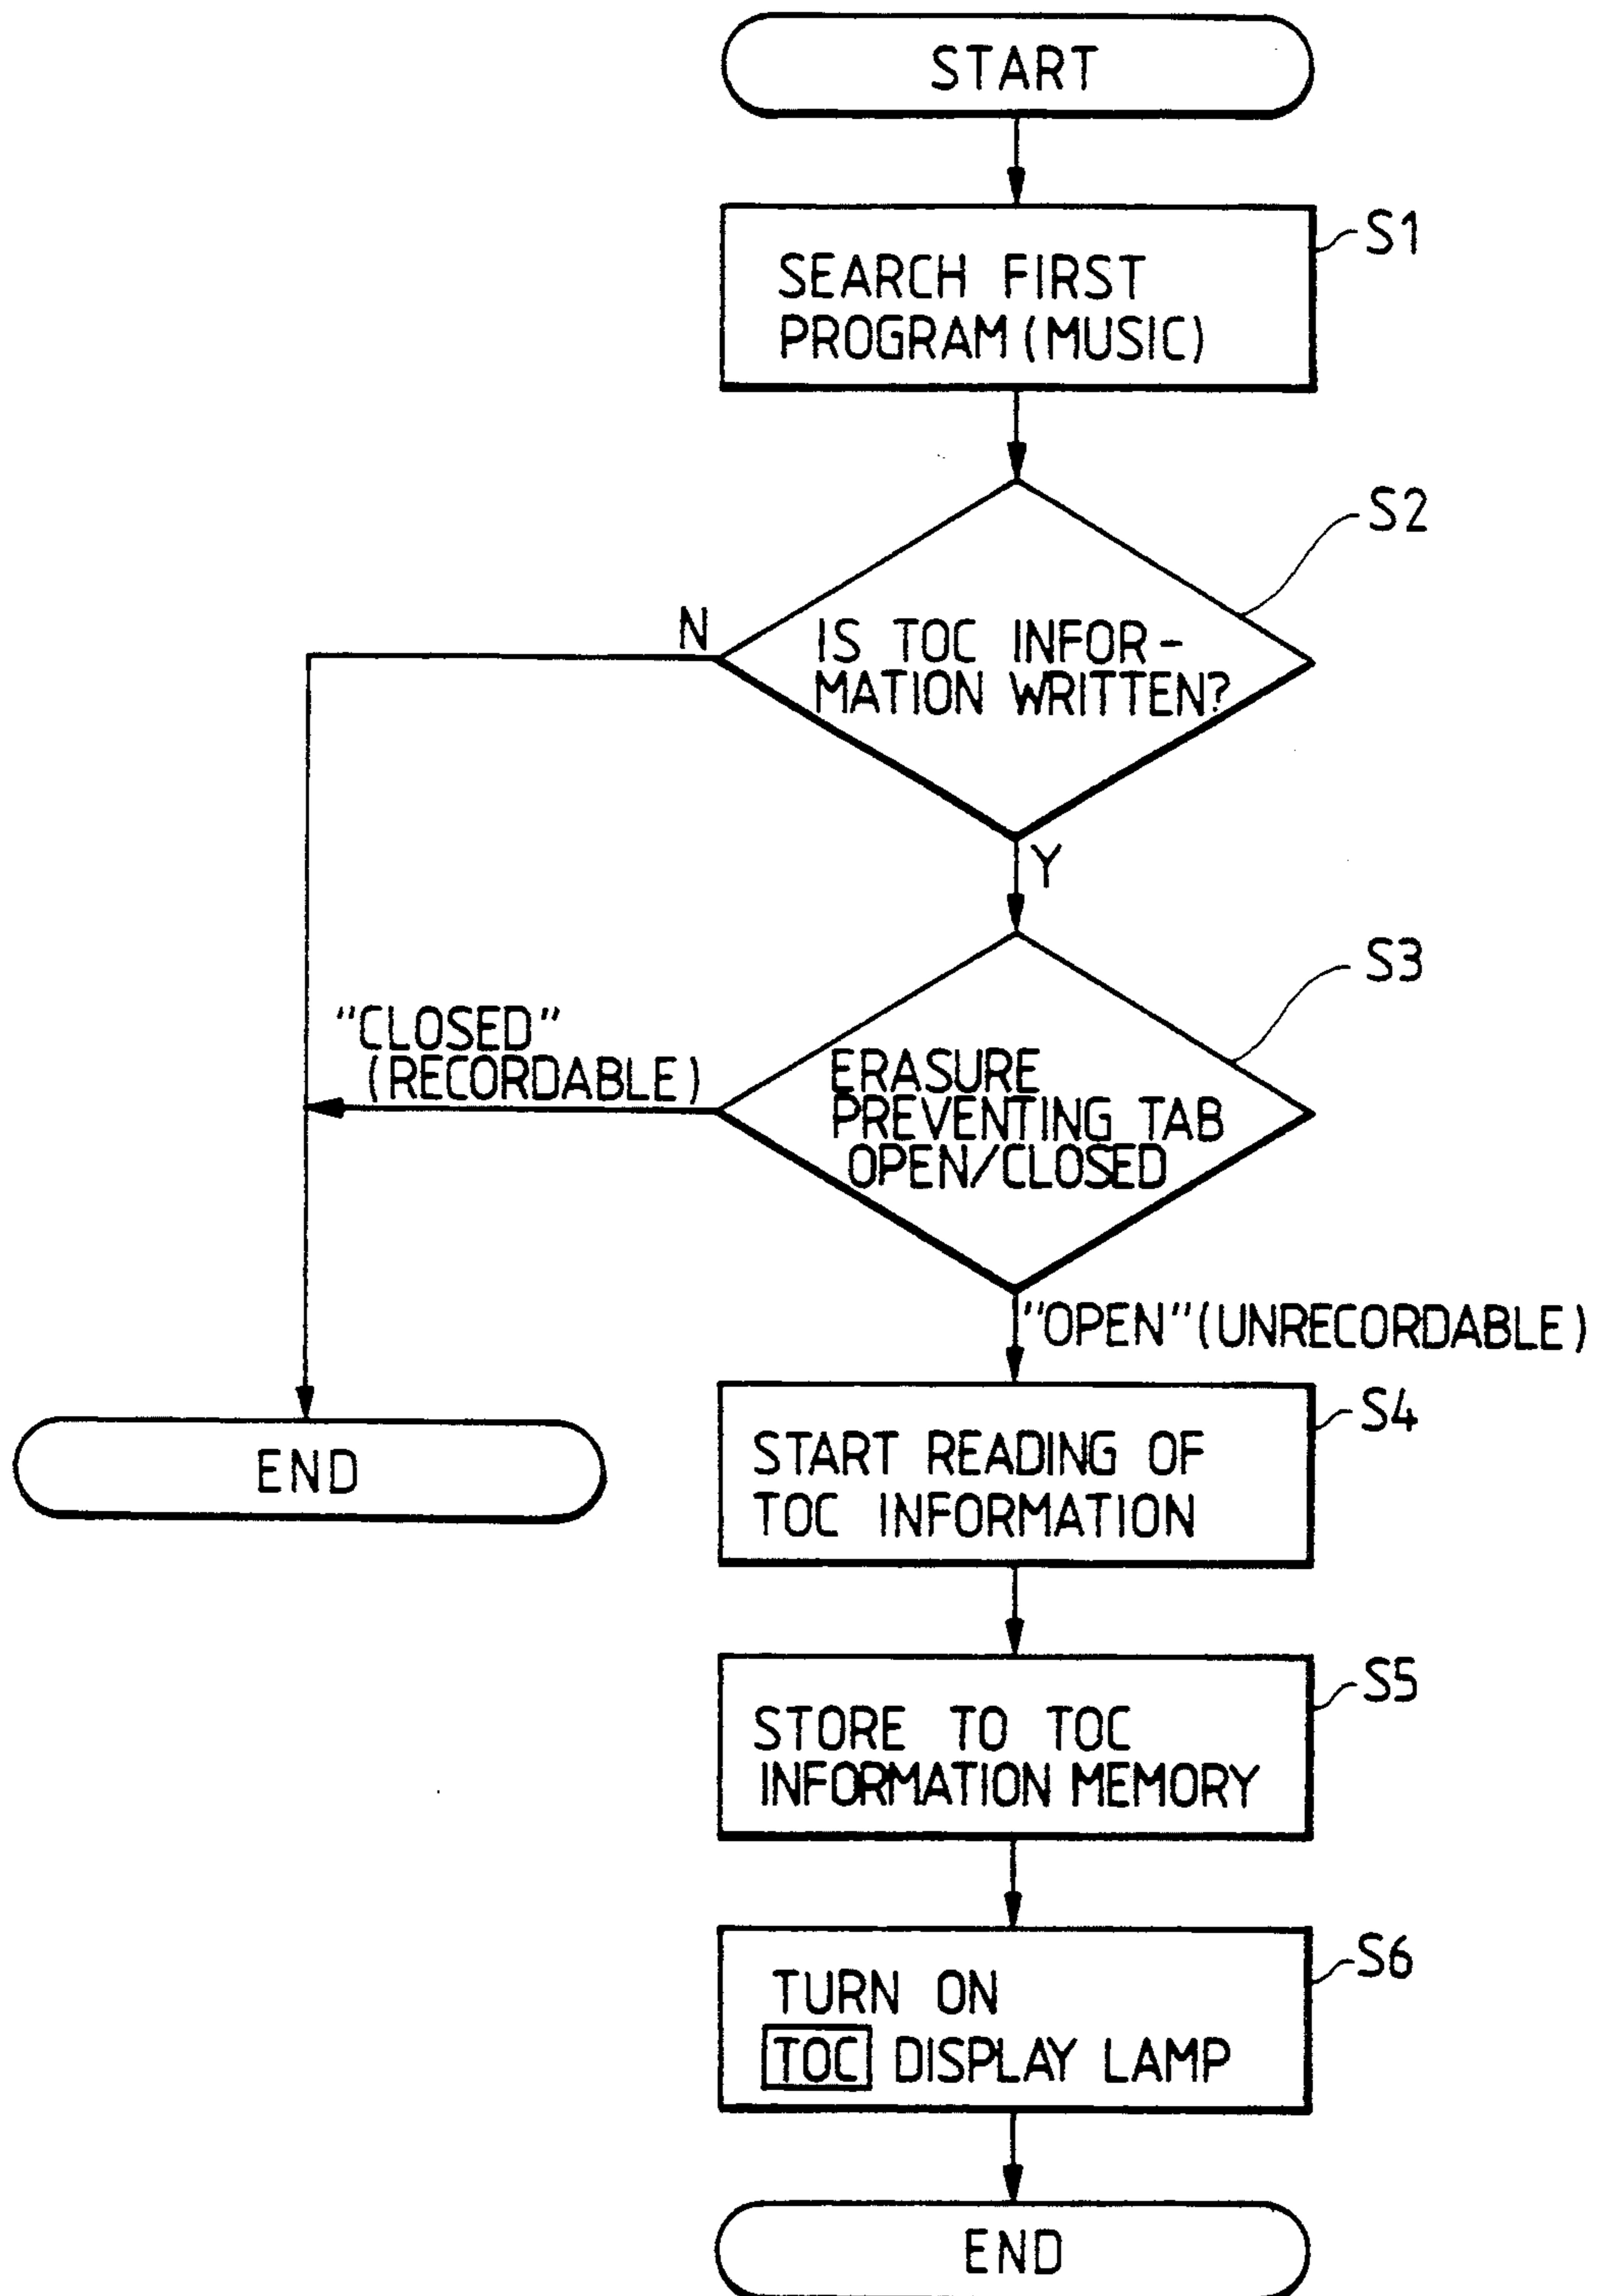 START
S1
SEARCH FIRST
PROGRAM (MUSIC)
S2
N
IS TOC INFOR-
MATION WRITTEN?
Y
S3
"CLOSED"
(RECORDABLE)
ERASURE
PREVENTING TAB
OPEN/CLOSED
"OPEN" (UNRECORDABLE)
S4
START READING OF
TOC INFORMATION
END
S5
STORE TO TOC
INFORMATION MEMORY
S6
TURN ON
TOC DISPLAY LAMP
END